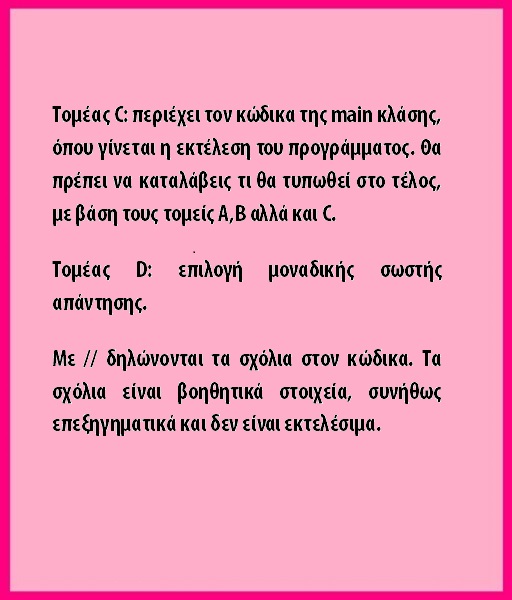 Τομέας C: περιέχει τον κώδικα της main κλάσης,
όπου γίνεται η εκτέλεση του προγράμματος. Θα
πρέπει να καταλάβεις τι θα τυπωθεί στο τέλος,
με βάση τους τομείς A,B αλλά και C.
Τομέας D: επιλογή μοναδικής σωστής
απάντησης.
Με // δηλώνονται τα σχόλια στον κώδικα. Τα
σχόλια είναι βοηθητικά στοιχεία, συνήθως
επεξηγηματικά και δεν είναι εκτελέσιμα.